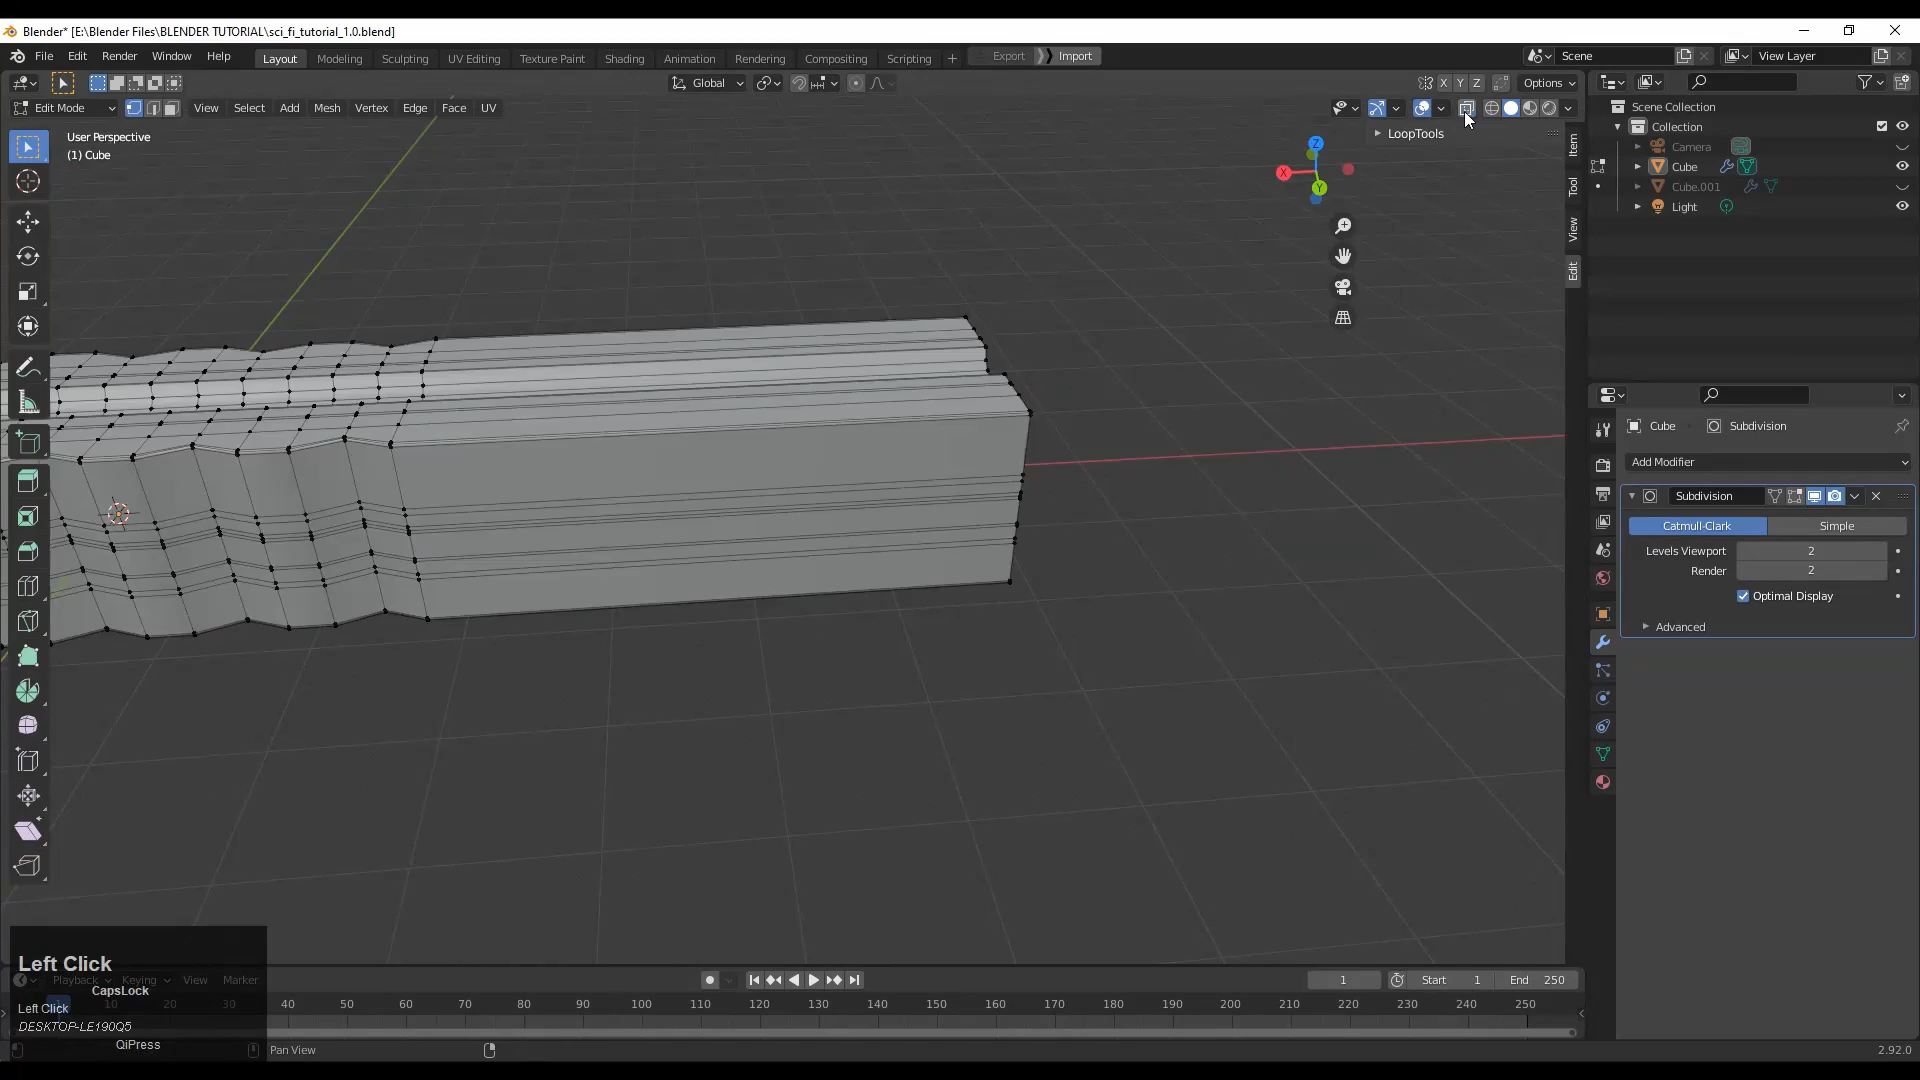 Blender* [E:\Blender Files\BLENDER TUTORIAL\sci_fi_tutorial_1.0.blend]
File Edit Render Window Help
Layout Modeling Sculpting UV Editing Texture Paint Shading Animation Rendering Compositing Scripting + Export Import
Scene View Layer
Global X Y Z Options
Edit Mode View Select Add Mesh Vertex Edge Face UV
User Perspective
(1) Cube
LoopTools
Z
X
Y
Item
Tool
View
Edit
Scene Collection
Collection
Camera
Cube
Cube.001
Light
Cube Subdivision
Add Modifier
Subdivision
Catmull-Clark Simple
Levels Viewport 2
Render 2
Optimal Display
Advanced
Left Click
CapsLock
Left Click
DESKTOP-LE190Q5
QiPress
Playback Keying View Marker
1 Start 1 End 250
1 10 20 30 40 50 60 70 80 90 100 110 120 130 140 150 160 170 180 190 200 210 220 230 240 250
Pan View
2.92.0